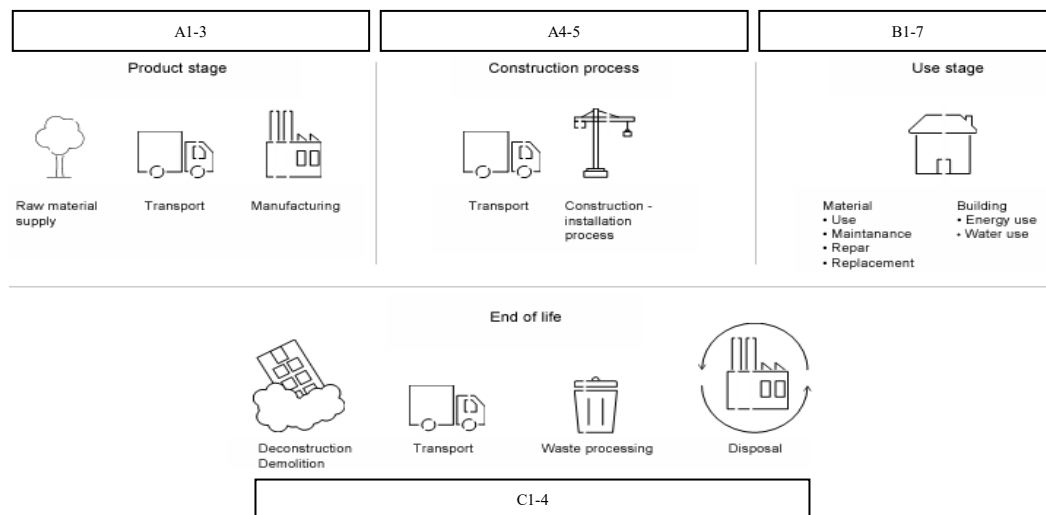 A1-3
A4-5
B1-7
Product stage
Construction process
Use stage
Raw material
supply
Transport
Manufacturing
Transport
Construction -
installation
process
Material
• Use
• Maintanance
• Repar
• Replacement
Building
• Energy use
• Water use
End of life
Deconstruction
Demolition
Transport
Waste processing
Disposal
C1-4